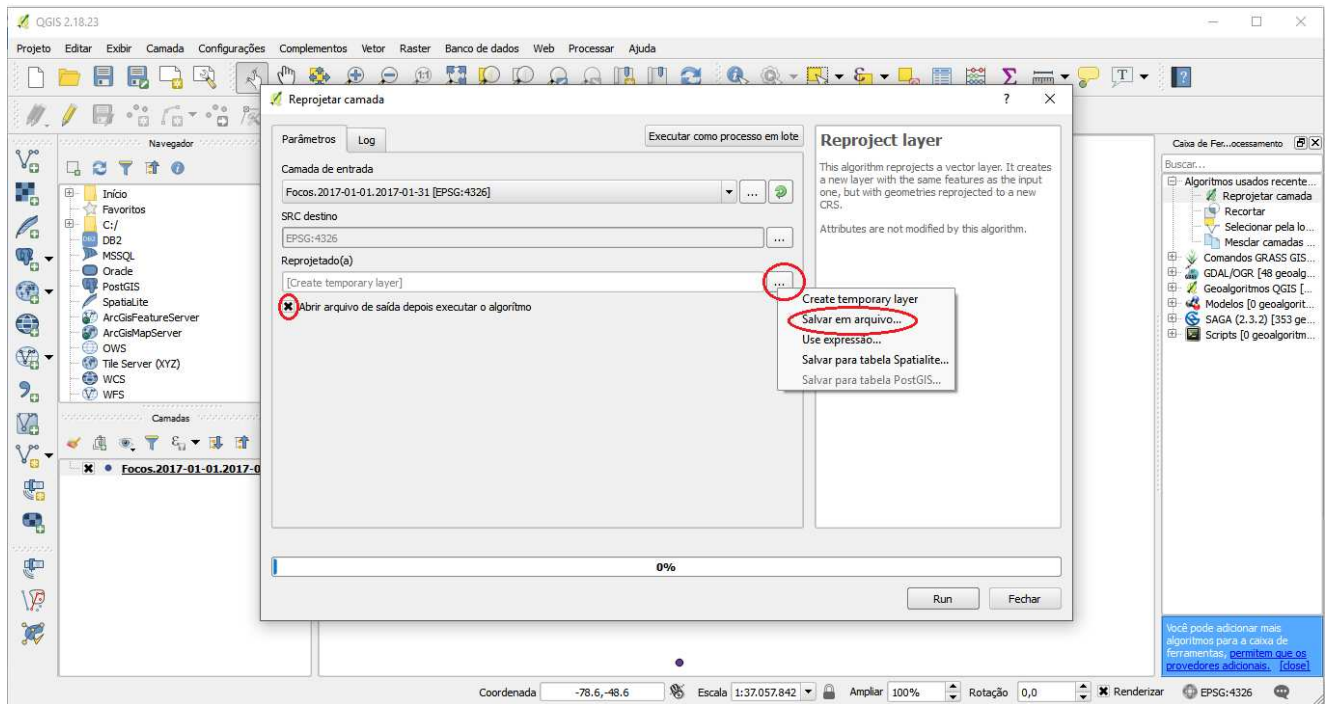 QGIS 2.18.23
Projeto Editar Exibir Camada Configurações Complementos Vetor Raster Banco de dados Web Processar Ajuda
Reprojetar camada
? X
Parâmetros Log
Executar como processo em lote
Camada de entrada
Focos.2017-01-01.2017-01-31 [EPSG:4326]
...
SRC destino
EPSG:4326
...
Reprojetado(a)
[Create temporary layer]
...
Abrir arquivo de saída depois executar o algoritmo
Create temporary layer
Salvar em arquivo...
Use expressão...
Salvar para tabela Spatialite...
Salvar para tabela PostGIS...
Reproject layer
This algorithm reprojects a vector layer. It creates
a new layer with the same features as the input
one, but with geometries reprojected to a new
CRS.
Attributes are not modified by this algorithm.
0%
Run Fechar
Navegador
Início
Favoritos
C:/
DB2
MSSQL
Oracle
PostGIS
SpatiaLite
ArcGisFeatureServer
ArcGisMapServer
OWS
Tile Server (XYZ)
WCS
WFS
Camadas
Focos.2017-01-01.2017-0
Caixa de Fer...ocessamento
Buscar...
Algoritmos usados recente...
Reprojetar camada
Recortar
Selecionar pela lo...
Mesclar camadas ...
Comandos GRASS GIS...
GDAL/OGR [48 geoalg...
Geoalgoritmos QGIS [...
Modelos [0 geoalgorit...
SAGA (2.3.2) [353 ge...
Scripts [0 geoalgoritm...
Você pode adicionar mais
algoritmos para a caixa de
ferramentas, permitem que os
provedores adicionais. [close]
Coordenada -78.6,-48.6 Escala 1:37.057.842 Ampliar 100% Rotação 0,0 Renderizar EPSG:4326